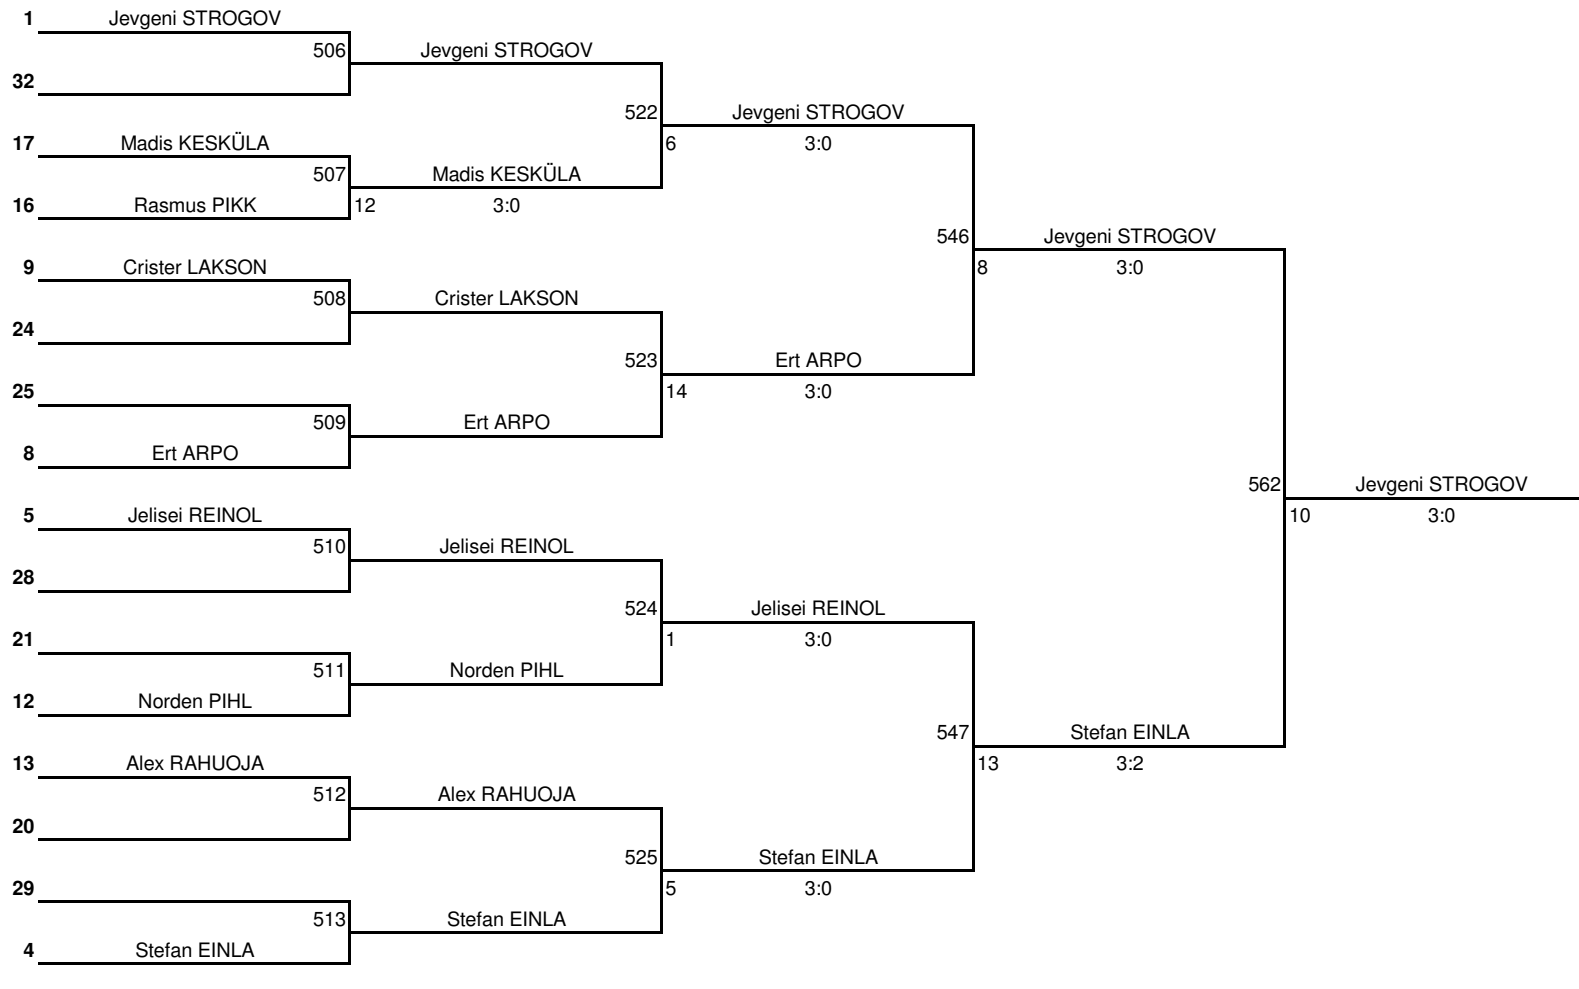 1 Jevgeni STROGOV
506 Jevgeni STROGOV
32
522 Jevgeni STROGOV
17 Madis KESKÜLA 6 3:0
507 Madis KESKÜLA
16 Rasmus PIKK 12 3:0
546 Jevgeni STROGOV
9 Crister LAKSON 8 3:0
508 Crister LAKSON
24
523 Ert ARPO
25 14 3:0
509 Ert ARPO
8 Ert ARPO
562 Jevgeni STROGOV
5 Jelisei REINOL 10 3:0
510 Jelisei REINOL
28
524 Jelisei REINOL
21 1 3:0
511 Norden PIHL
12 Norden PIHL
547 Stefan EINLA
13 Alex RAHUOJA 13 3:2
512 Alex RAHUOJA
20
525 Stefan EINLA
29 5 3:0
513 Stefan EINLA
4 Stefan EINLA